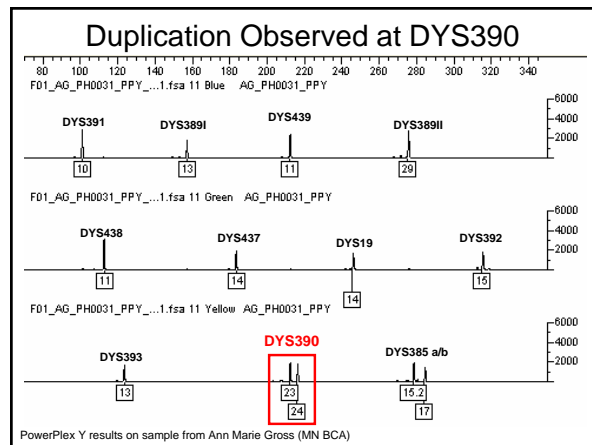 Duplication Observed at DYS390
80 100 120 140 160 180 200 220 240 260 280 300 320 340
F01_AG_PH0031_PPY_...1.fsa 11 Blue AG_PH0031_PPY
6000
4000
2000
DYS391 DYS389I DYS439 DYS389II
10 13 11 29
F01_AG_PH0031_PPY_...1.fsa 11 Green AG_PH0031_PPY
6000
4000
2000
DYS438 DYS437 DYS19 DYS392
11 14 14 15
F01_AG_PH0031_PPY_...1.fsa 11 Yellow AG_PH0031_PPY
6000
4000
2000
DYS393 DYS390 DYS385 a/b
13 23 15.2
24 17
PowerPlex Y results on sample from Ann Marie Gross (MN BCA)